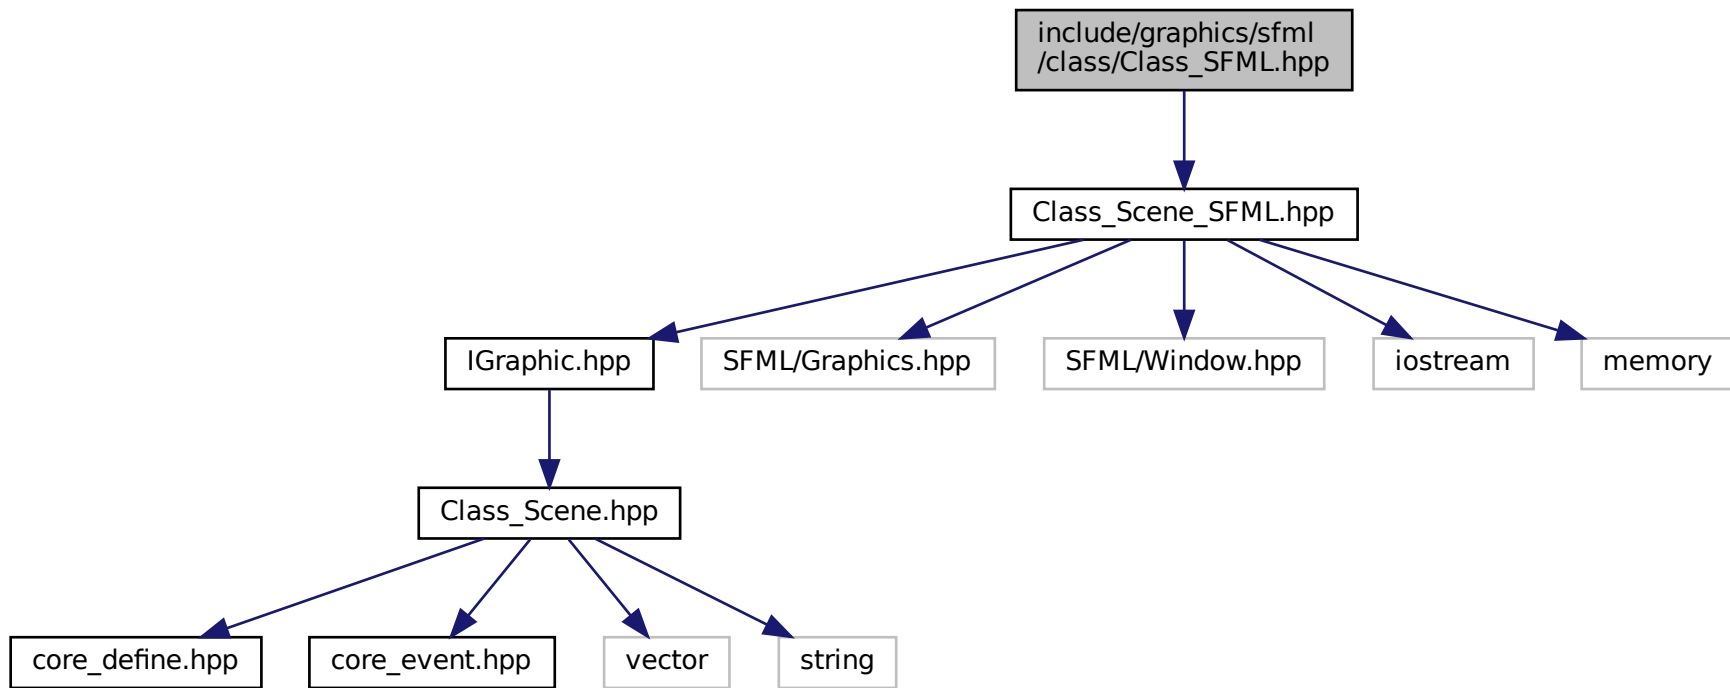 include/graphics/sfml
/class/Class_SFML.hpp
Class_Scene_SFML.hpp
IGraphic.hpp
SFML/Graphics.hpp
SFML/Window.hpp
iostream
memory
Class_Scene.hpp
core_define.hpp
core_event.hpp
vector
string